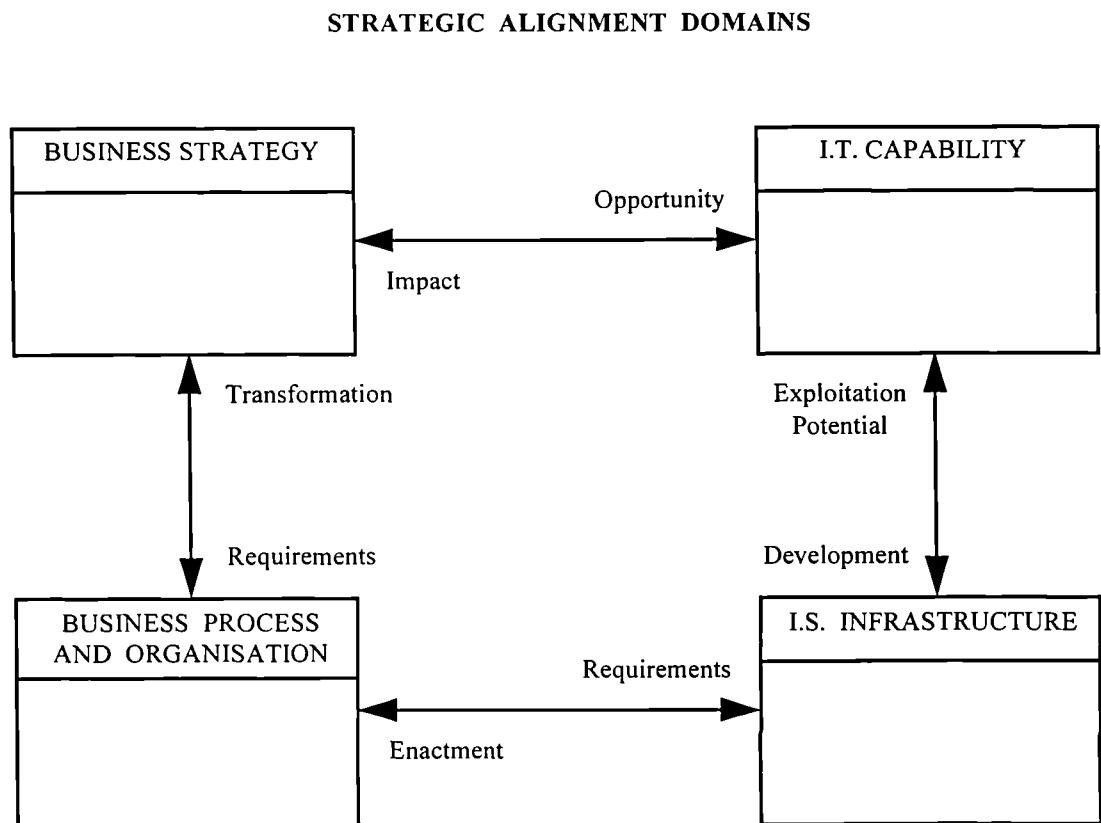 STRATEGIC ALIGNMENT DOMAINS
BUSINESS STRATEGY
I.T. CAPABILITY
Opportunity
Impact
Transformation
Exploitation
Potential
Requirements
Development
BUSINESS PROCESS
AND ORGANISATION
I.S. INFRASTRUCTURE
Requirements
Enactment